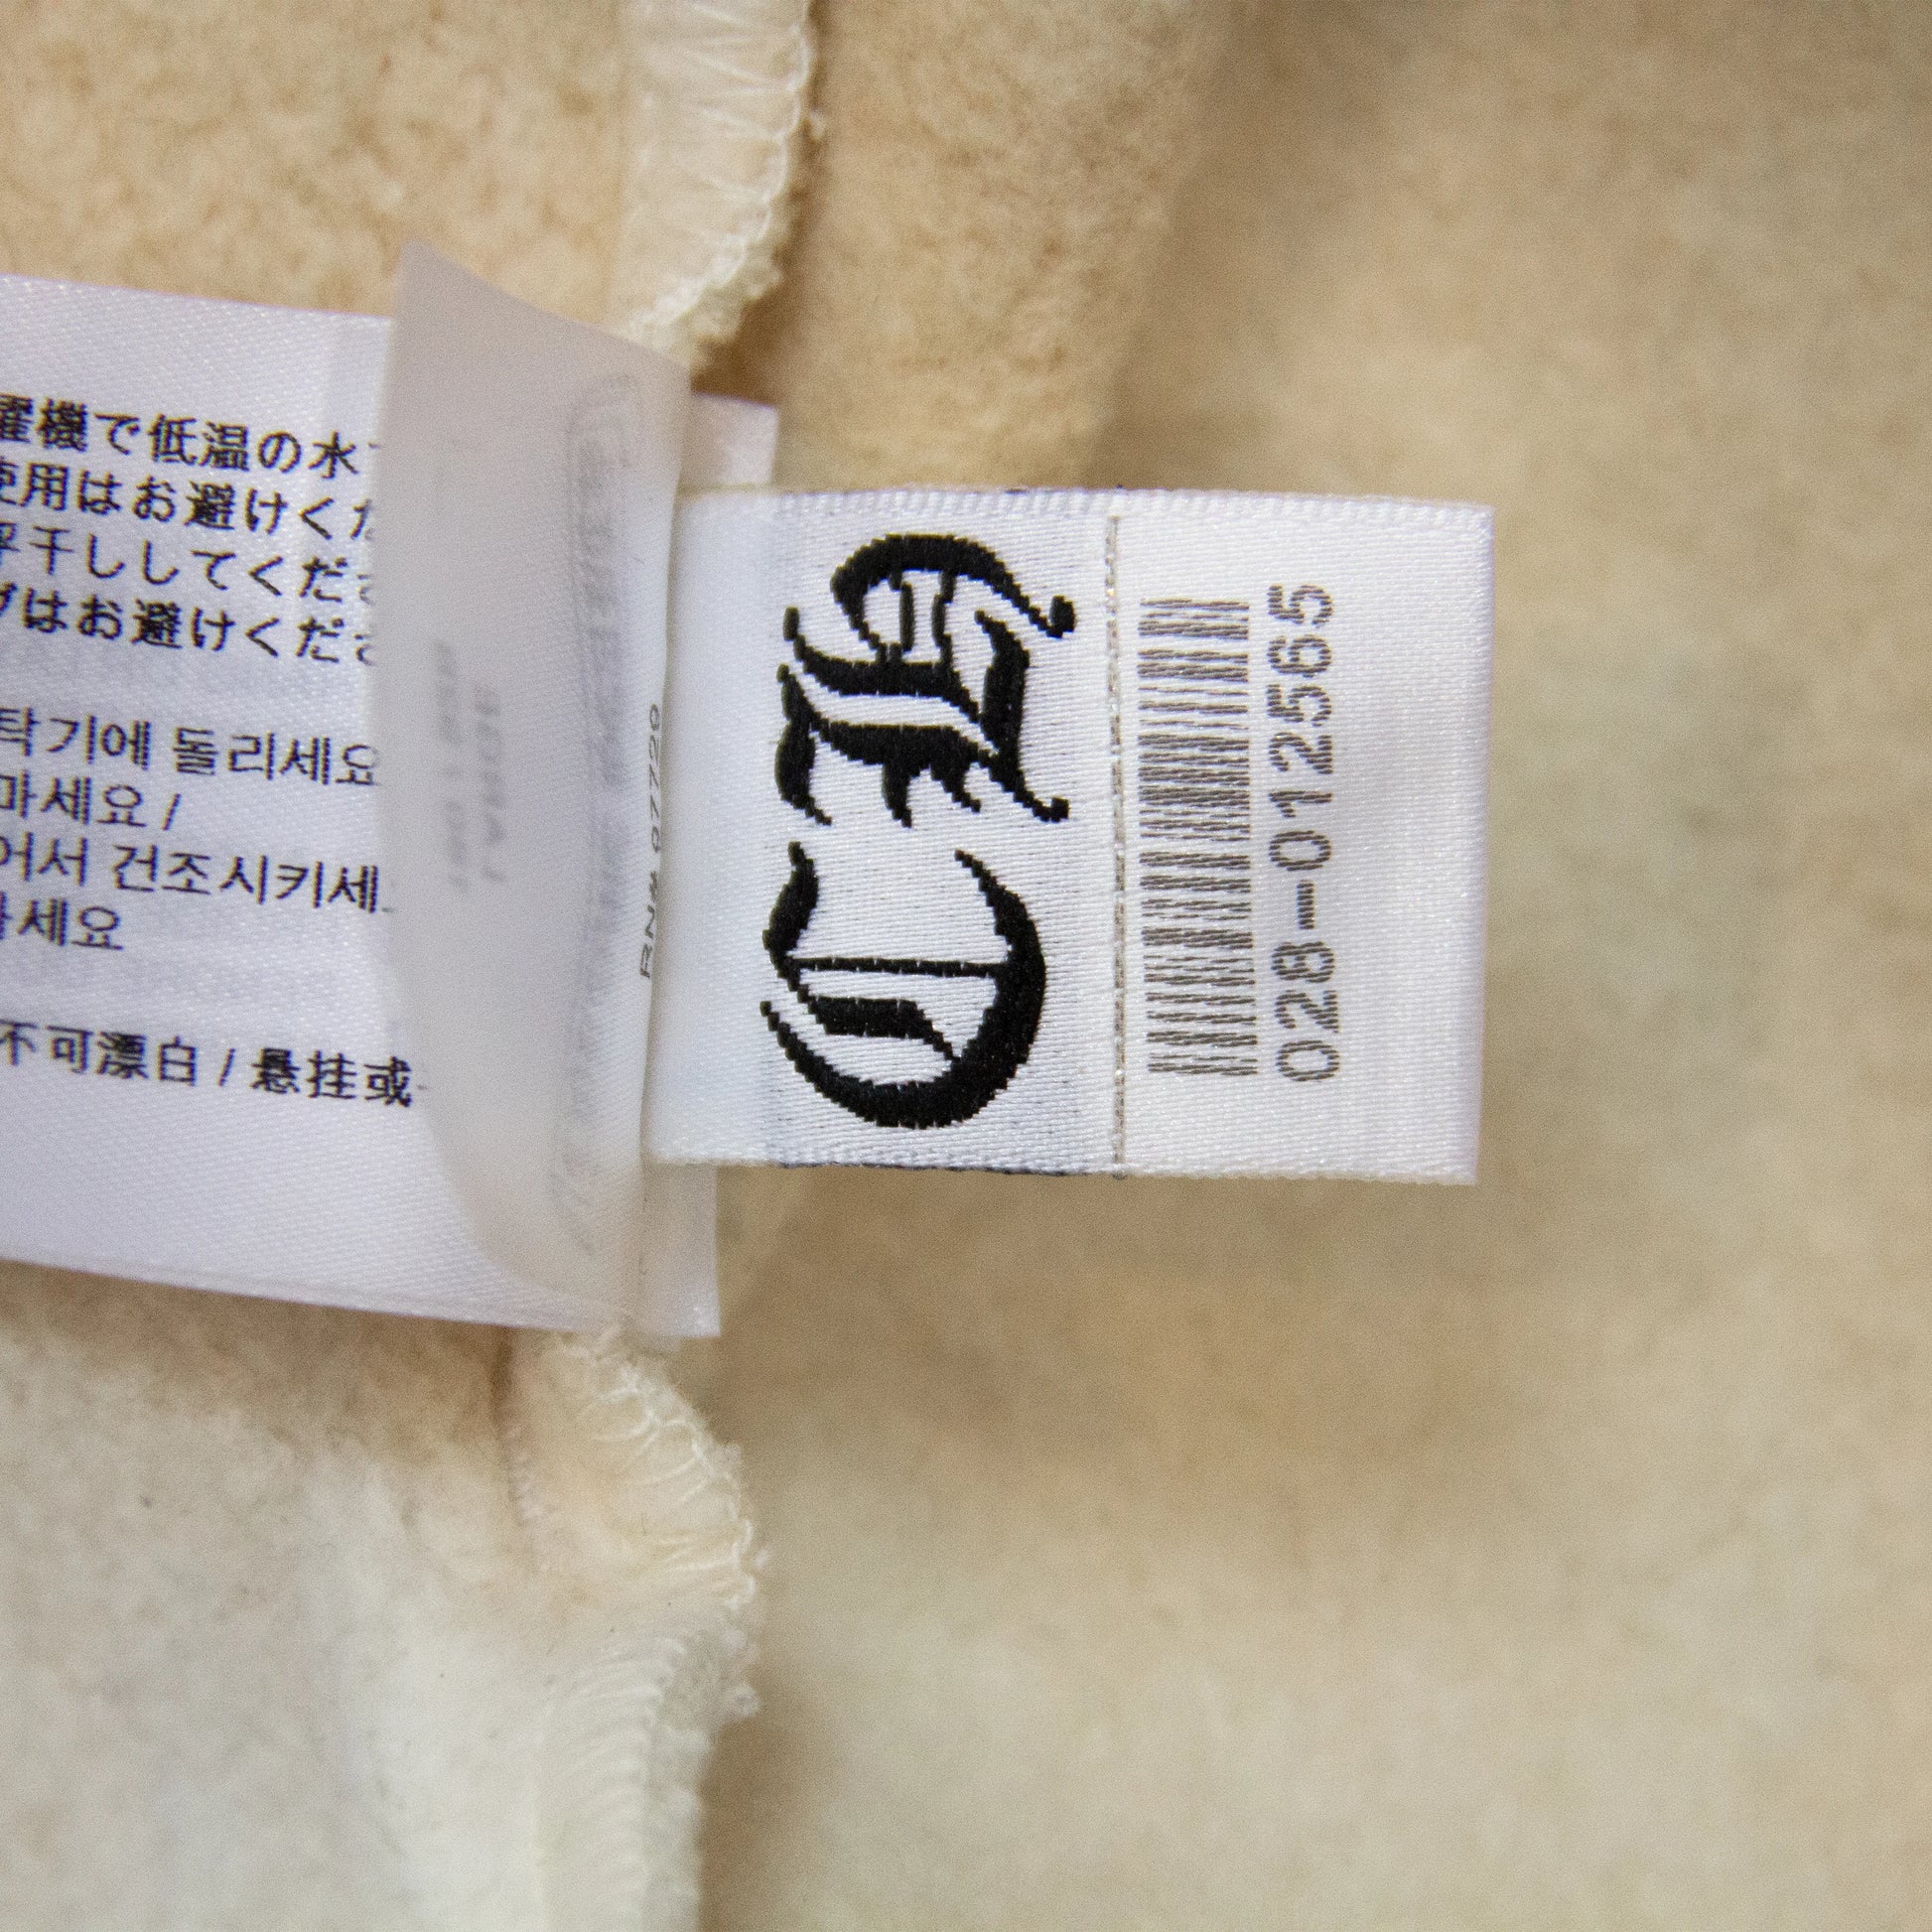 濯機で低温の水
使用はお避けくだ
平干ししてくださ
グはお避けくださ
탁기에 돌리세요
마세요 /
어서 건조시키세
마세요
不可漂白 / 悬挂或
CH
028-012565